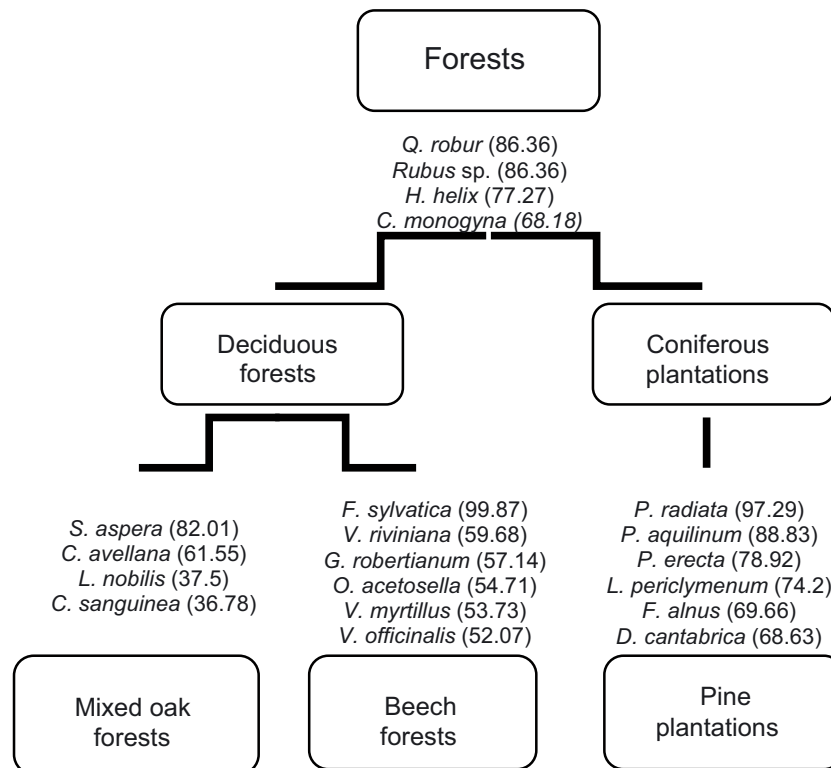 Forests
Q. robur (86.36)
Rubus sp. (86.36)
H. helix (77.27)
C. monogyna (68.18)
Deciduous
forests
Coniferous
plantations
S. aspera (82.01)
C. avellana (61.55)
L. nobilis (37.5)
C. sanguinea (36.78)
F. sylvatica (99.87)
V. riviniana (59.68)
G. robertianum (57.14)
O. acetosella (54.71)
V. myrtillus (53.73)
V. officinalis (52.07)
P. radiata (97.29)
P. aquilinum (88.83)
P. erecta (78.92)
L. periclymenum (74.2)
F. alnus (69.66)
D. cantabrica (68.63)
Mixed oak
forests
Beech
forests
Pine
plantations